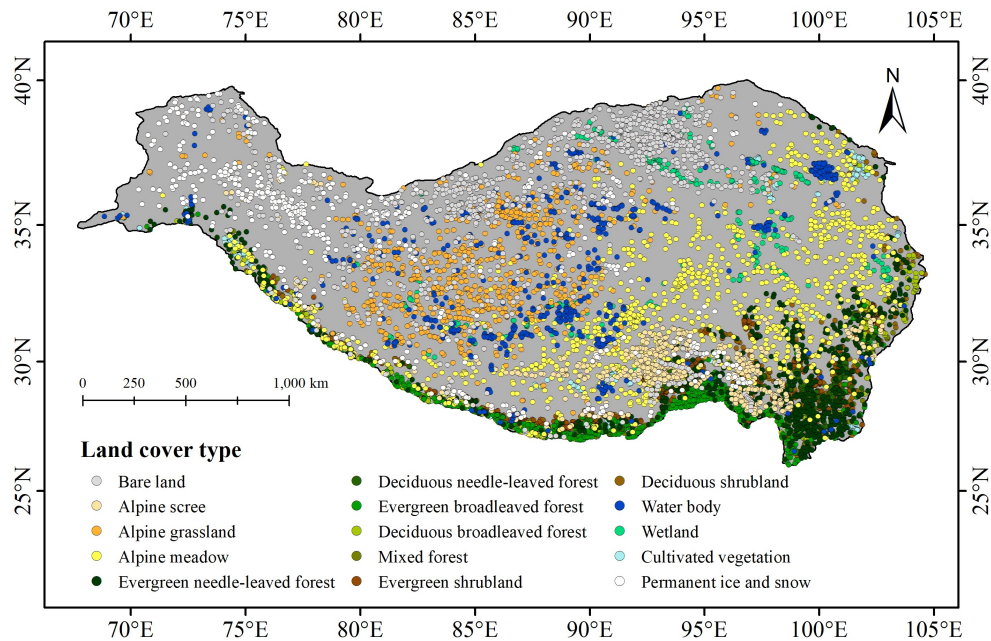 70°E 75°E 80°E 85°E 90°E 95°E 100°E 105°E
40°N 40°N
N
35°N 35°N
30°N 30°N
0 250 500 1,000 km
Land cover type
Bare land Deciduous needle-leaved forest Deciduous shrubland
25°N 25°N
Alpine scree Evergreen broadleaved forest Water body
Alpine grassland Deciduous broadleaved forest Wetland
Alpine meadow Mixed forest Cultivated vegetation
Evergreen needle-leaved forest Evergreen shrubland Permanent ice and snow
70°E 75°E 80°E 85°E 90°E 95°E 100°E 105°E